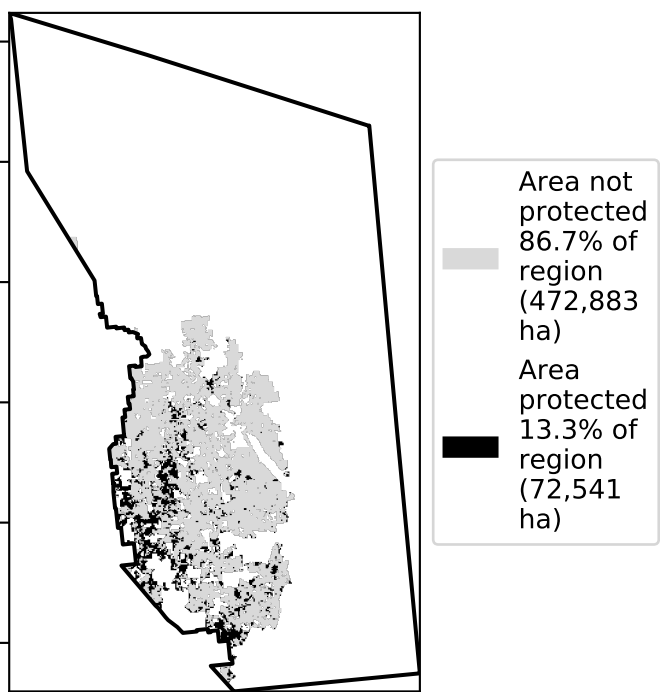 Area not
protected
86.7% of
region
(472,883
ha)
Area
protected
13.3% of
region
(72,541
ha)